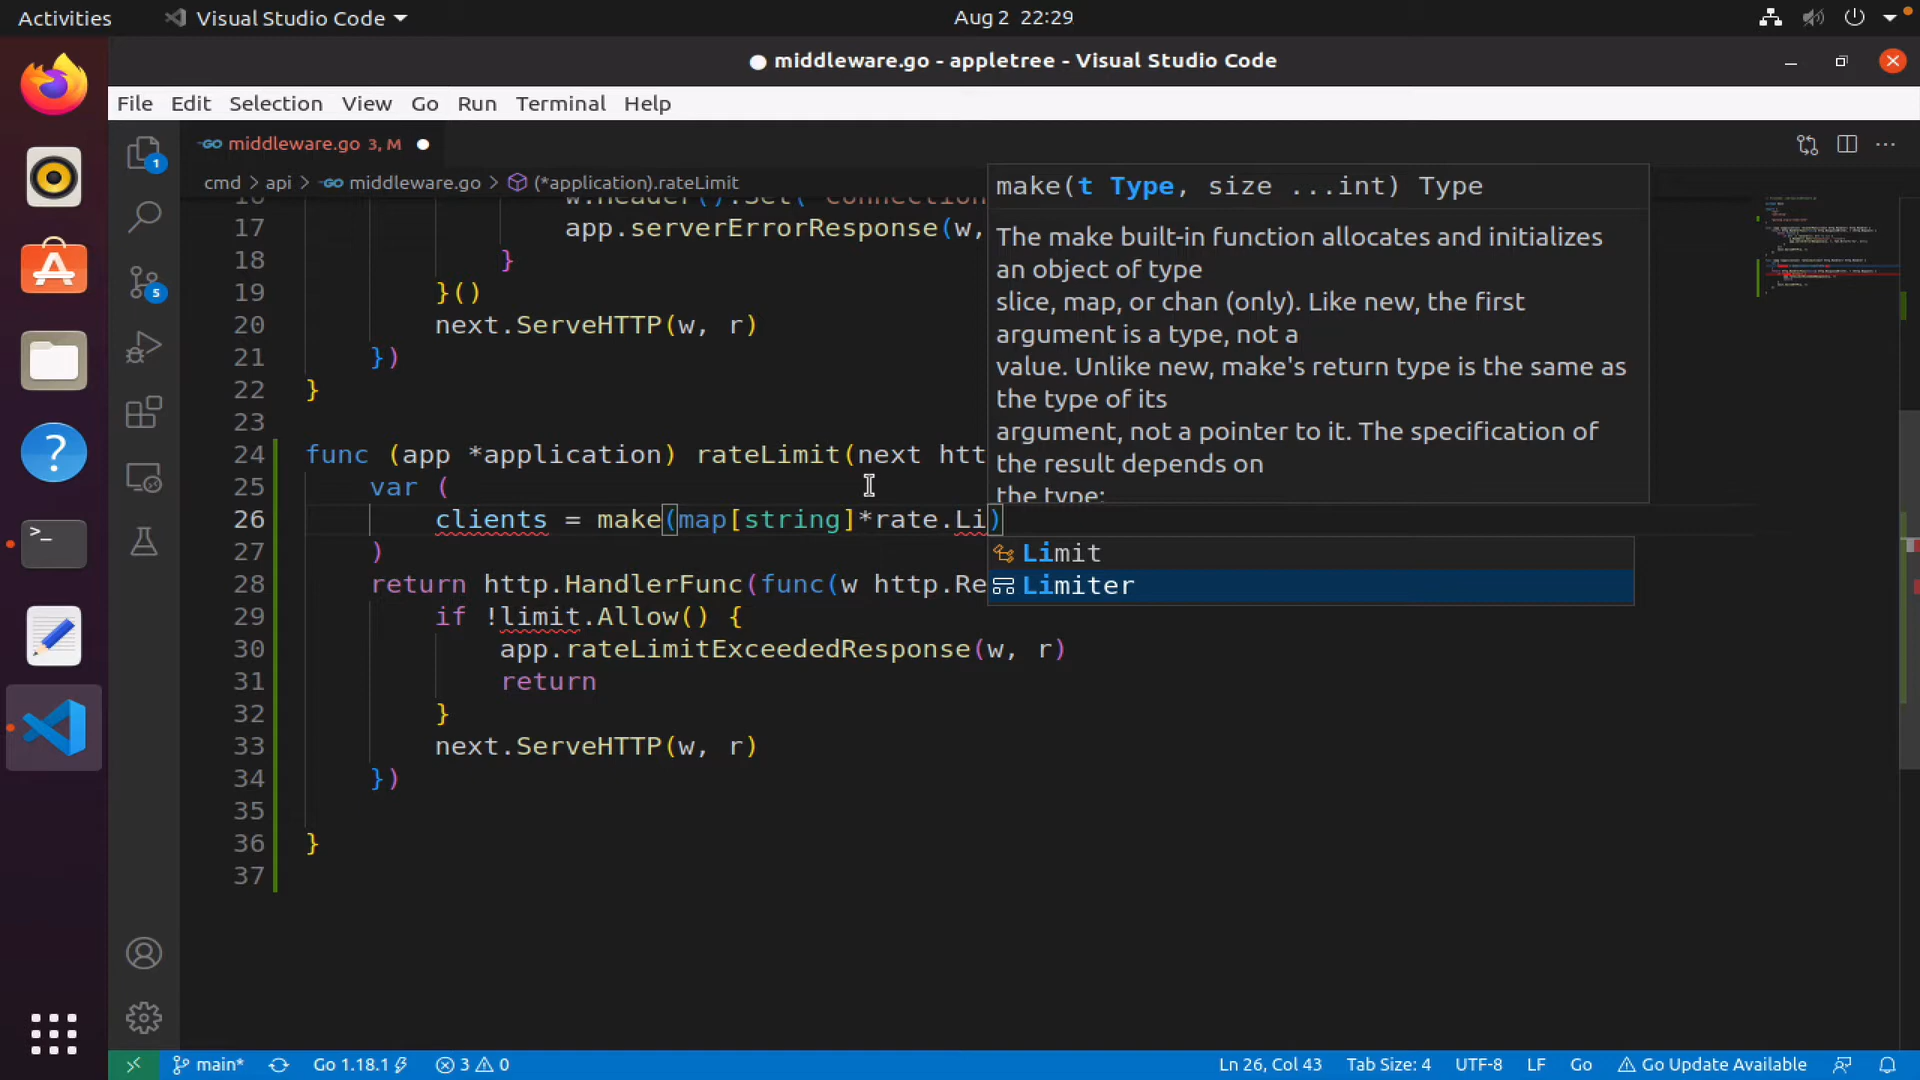 Activities
Visual Studio Code
Aug 2 22:29
● middleware.go - appletree - Visual Studio Code
File Edit Selection View Go Run Terminal Help
middleware.go 3, M ●
cmd > api > middleware.go > (*application).rateLimit
1
5
make(t Type, size ...int) Type
The make built-in function allocates and initializes
an object of type
slice, map, or chan (only). Like new, the first
argument is a type, not a
value. Unlike new, make's return type is the same as
the type of its
argument, not a pointer to it. The specification of
the result depends on
the type:
16 w.Header().Set("Connection
17 app.serverErrorResponse(w,
18 }
19 }()
20 next.ServeHTTP(w, r)
21 })
22 }
23
24 func (app *application) rateLimit(next htt
25 var (
26 clients = make(map[string]*rate.Li)
Limit
Limiter
27 )
28 return http.HandlerFunc(func(w http.Re
29 if !limit.Allow() {
30 app.rateLimitExceededResponse(w, r)
31 return
32 }
33 next.ServeHTTP(w, r)
34 })
35
36 }
37
main* Go 1.18.1 3 0 Ln 26, Col 43 Tab Size: 4 UTF-8 LF Go Go Update Available